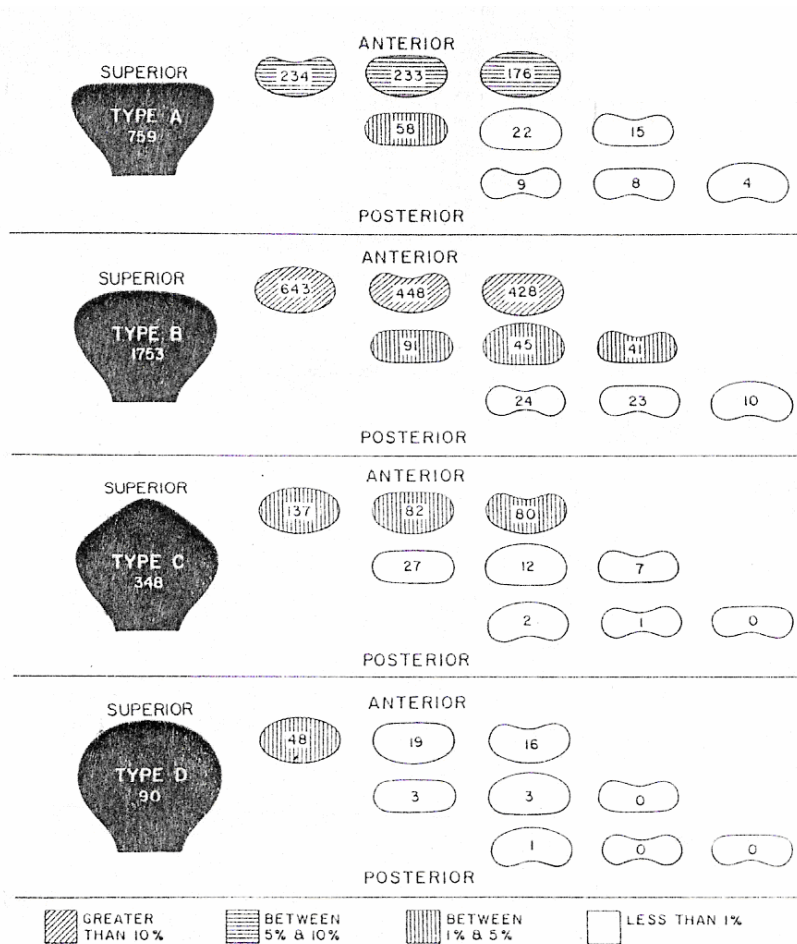 ANTERIOR
SUPERIOR
234 233 176
TYPE A
759
58 22 15
9 8 4
POSTERIOR
ANTERIOR
SUPERIOR
643 448 428
TYPE B
1753
91 45 41
24 23 10
POSTERIOR
ANTERIOR
SUPERIOR
137 82 80
TYPE C
348
27 12 7
2 1 0
POSTERIOR
ANTERIOR
SUPERIOR
48 19 16
TYPE D
90
3 3 0
1 0 0
POSTERIOR
GREATER
THAN 10%
BETWEEN
5% & 10%
BETWEEN
1% & 5%
LESS THAN 1%